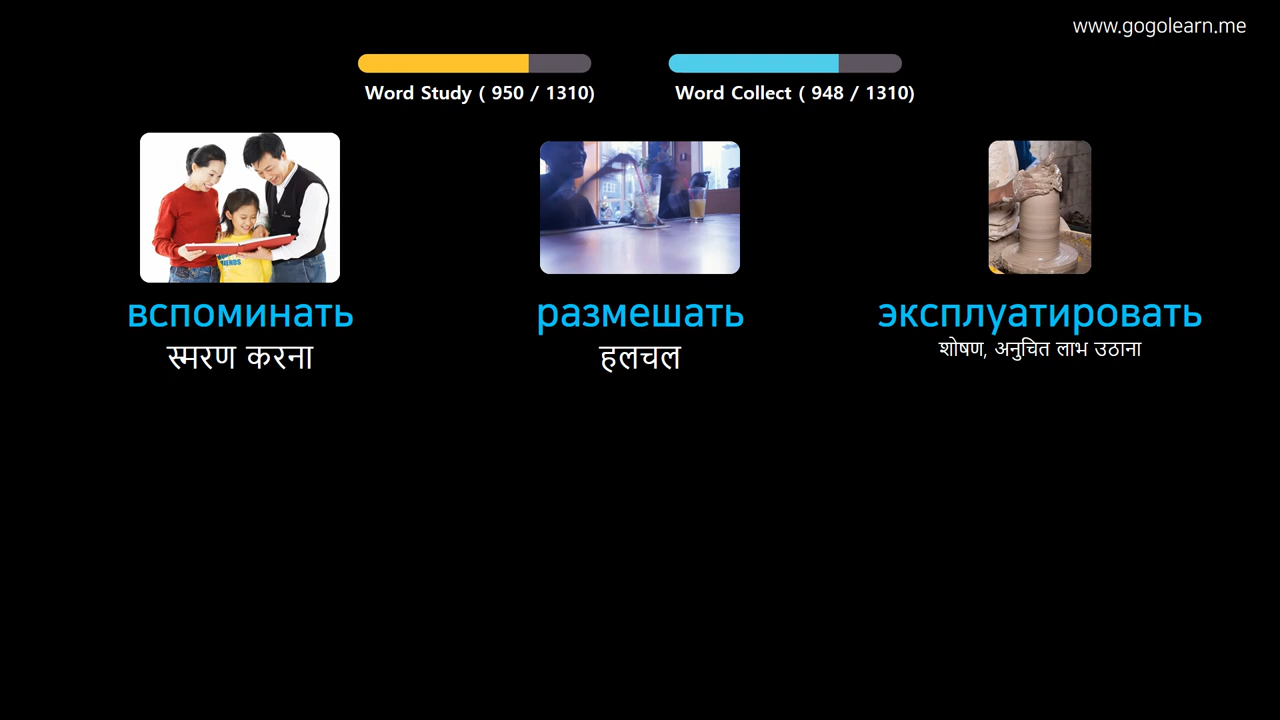 www.gogolearn.me
Word Study ( 950 / 1310)
Word Collect ( 948 / 1310)
вспоминать
размешать
эксплуатировать
स्मरण करना
हलचल
शोषण, अनुचित लाभ उठाना